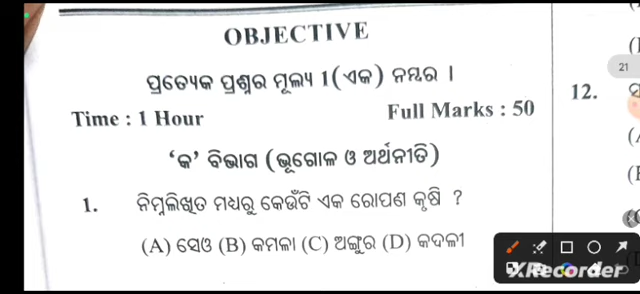 OBJECTIVE
ପ୍ରତ୍ୟେକ ପ୍ରଶ୍ନର ମୂଲ୍ୟ 1 (ଏକ) ନମ୍ବର ।
Time : 1 Hour Full Marks : 50
'କ' ବିଭାଗ (ଭୂଗୋଳ ଓ ଅର୍ଥନୀତି)
1. ନିମ୍ନଲିଖିତ ମଧ୍ୟରୁ କେଉଁଟି ଏକ ରୋପଣ କୃଷି ?
(A) ସେଓ (B) କମଳା (C) ଅଙ୍ଗୁର (D) କଦଳୀ
21
12.
XRecorder